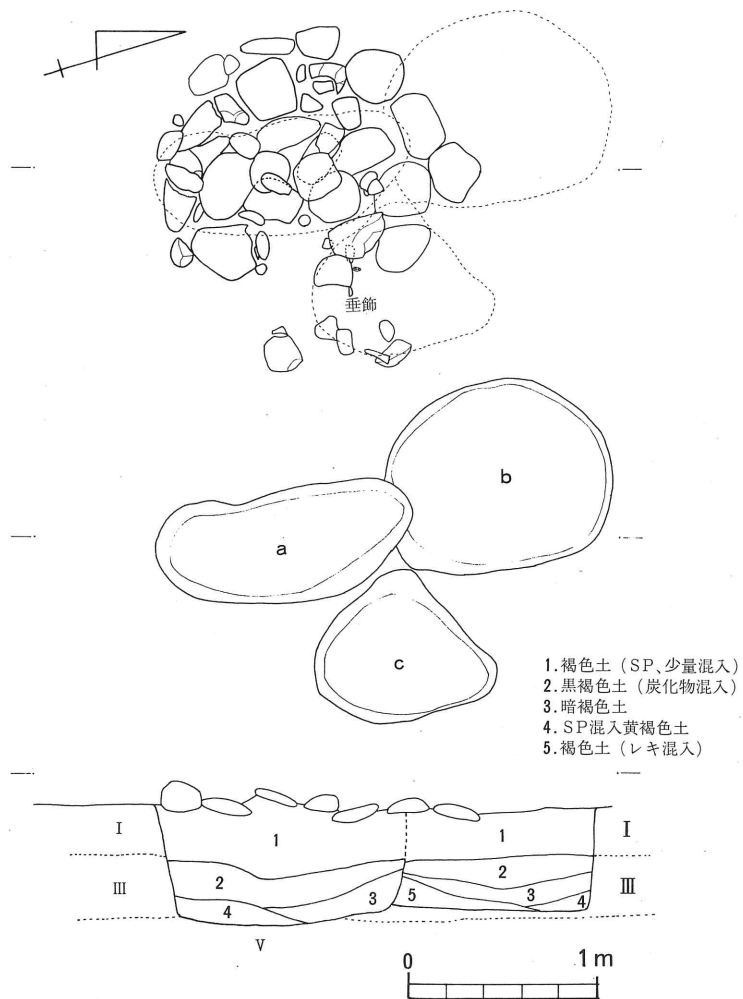 垂飾
b
a
c
1.褐色土(SP、少量混入)
2.黒褐色土(炭化物混入)
3.暗褐色土
4.SP混入黄褐色土
5.褐色土(レキ混入)
I
1
1
I
2
2
III
3
5
3
4
III
4
V
0
1m